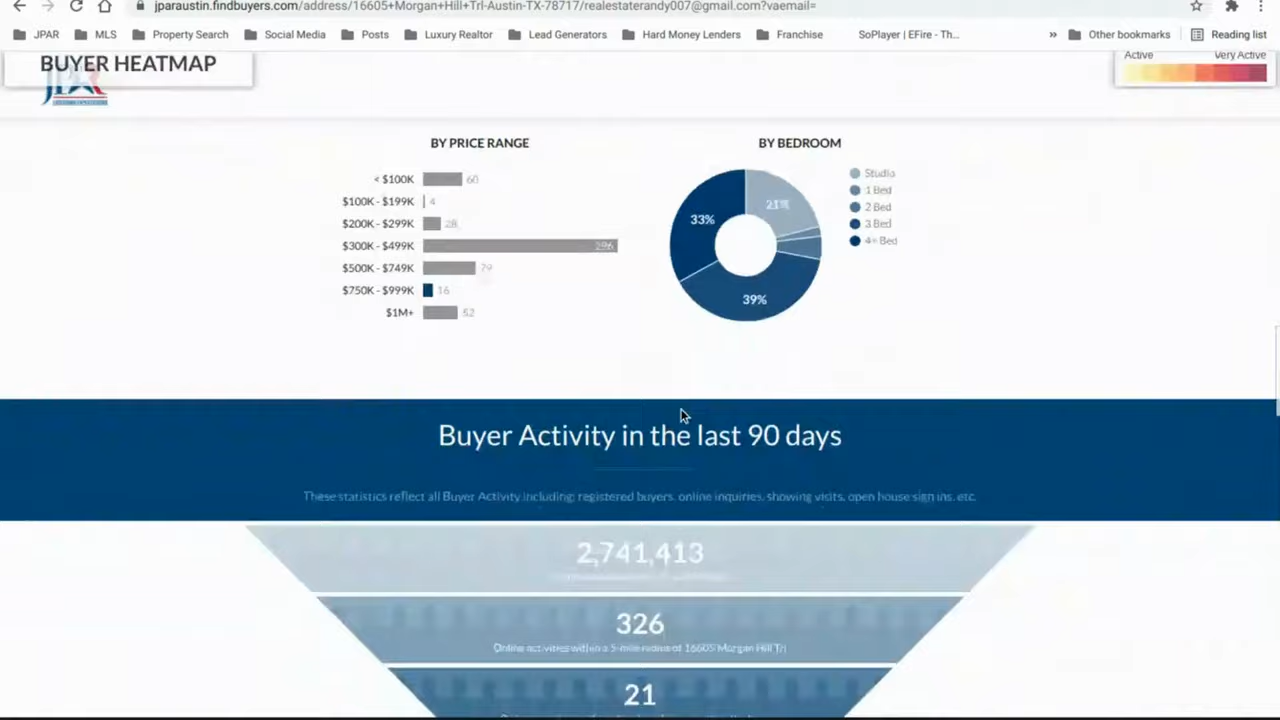 jparaustin.findbuyers.com/address/16605+Morgan+Hill+Trl-Austin-TX-78717/realestaterandy007@gmail.com?vaemail=
JPAR MLS Property Search Social Media Posts Luxury Realtor Lead Generators Hard Money Lenders Franchise SoPlayer | EFire - Th... » Other bookmarks Reading list
BUYER HEATMAP
Active Very Active
BY PRICE RANGE
BY BEDROOM
< $100K 60
$100K - $199K 4
$200K - $299K 28
$300K - $499K 296
$500K - $749K 79
$750K - $999K 16
$1M+ 52
21%
33%
39%
Studio
1 Bed
2 Bed
3 Bed
4+ Bed
Buyer Activity in the last 90 days
These statistics reflect all Buyer Activity including: registered buyers, online inquiries, showing visits, open house sign ins, etc.
2,741,413
326
Online activities within a 5-mile radius of 16605 Morgan Hill Trl
21